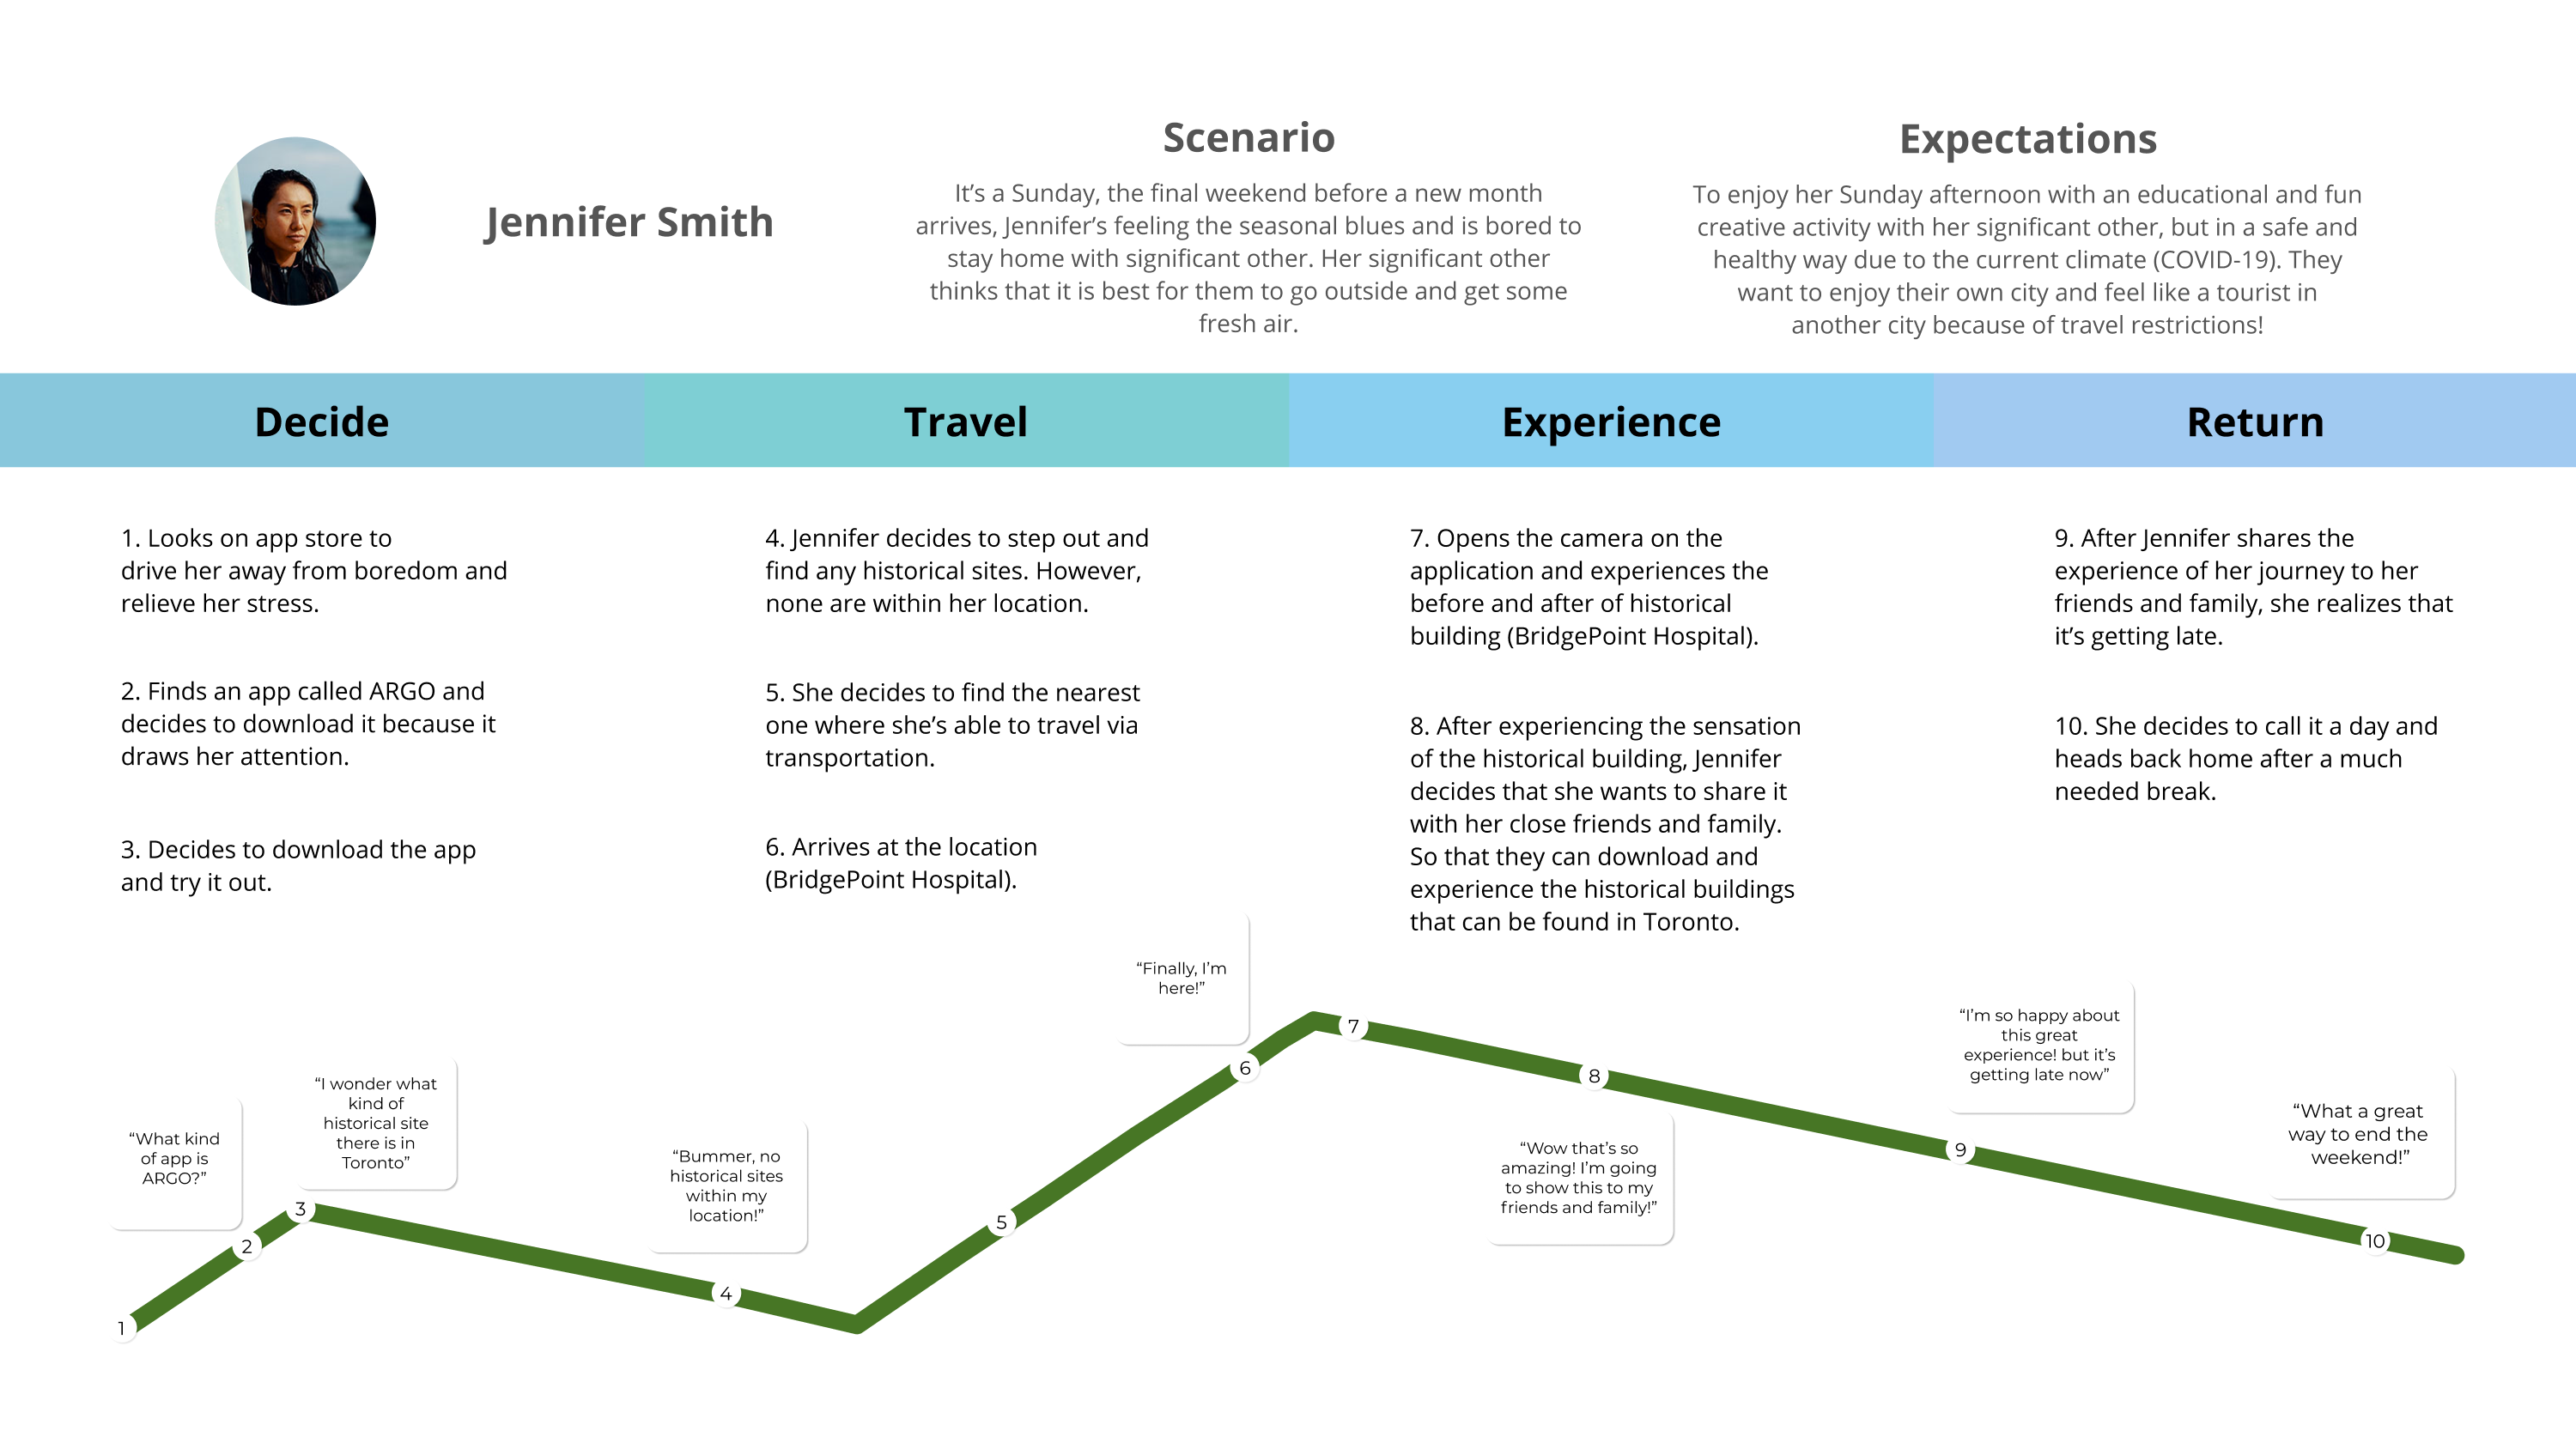 Jennifer Smith
Scenario
It’s a Sunday, the final weekend before a new month
arrives, Jennifer’s feeling the seasonal blues and is bored to
stay home with significant other. Her significant other
thinks that it is best for them to go outside and get some
fresh air.
Expectations
To enjoy her Sunday afternoon with an educational and fun
creative activity with her significant other, but in a safe and
healthy way due to the current climate (COVID-19). They
want to enjoy their own city and feel like a tourist in
another city because of travel restrictions!
Decide
Travel
Experience
Return
1. Looks on app store to
drive her away from boredom and
relieve her stress.
2. Finds an app called ARGO and
decides to download it because it
draws her attention.
3. Decides to download the app
and try it out.
4. Jennifer decides to step out and
find any historical sites. However,
none are within her location.
5. She decides to find the nearest
one where she’s able to travel via
transportation.
6. Arrives at the location
(BridgePoint Hospital).
7. Opens the camera on the
application and experiences the
before and after of historical
building (BridgePoint Hospital).
8. After experiencing the sensation
of the historical building, Jennifer
decides that she wants to share it
with her close friends and family.
So that they can download and
experience the historical buildings
that can be found in Toronto.
9. After Jennifer shares the
experience of her journey to her
friends and family, she realizes that
it’s getting late.
10. She decides to call it a day and
heads back home after a much
needed break.
“What kind
of app is
ARGO?”
“I wonder what
kind of
historical site
there is in
Toronto”
“Bummer, no
historical sites
within my
location!”
“Finally, I’m
here!”
“Wow that’s so
amazing! I’m going
to show this to my
friends and family!”
“I’m so happy about
this great
experience! but it’s
getting late now”
“What a great
way to end the
weekend!”
1
2
3
4
5
6
7
8
9
10